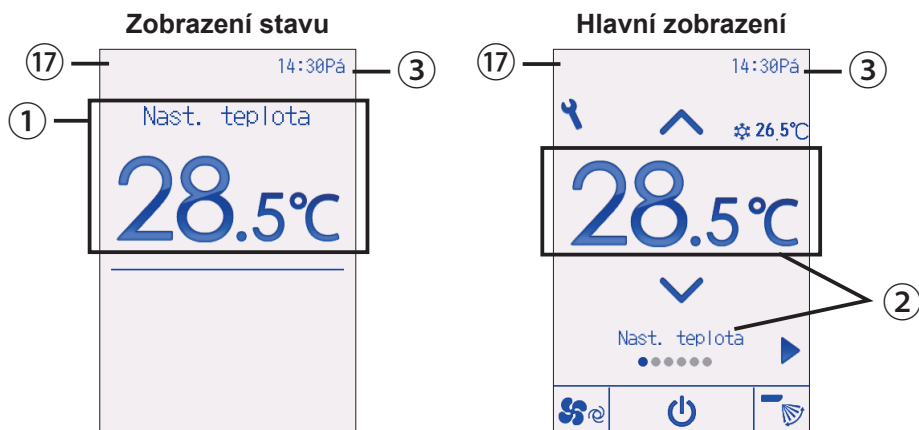 Zobrazení stavu
⑰
14:30Pá
③
①
Nast. teplota
28.5°C
Hlavní zobrazení
⑰
14:30Pá
③
26.5°C
28.5°C
②
Nast. teplota